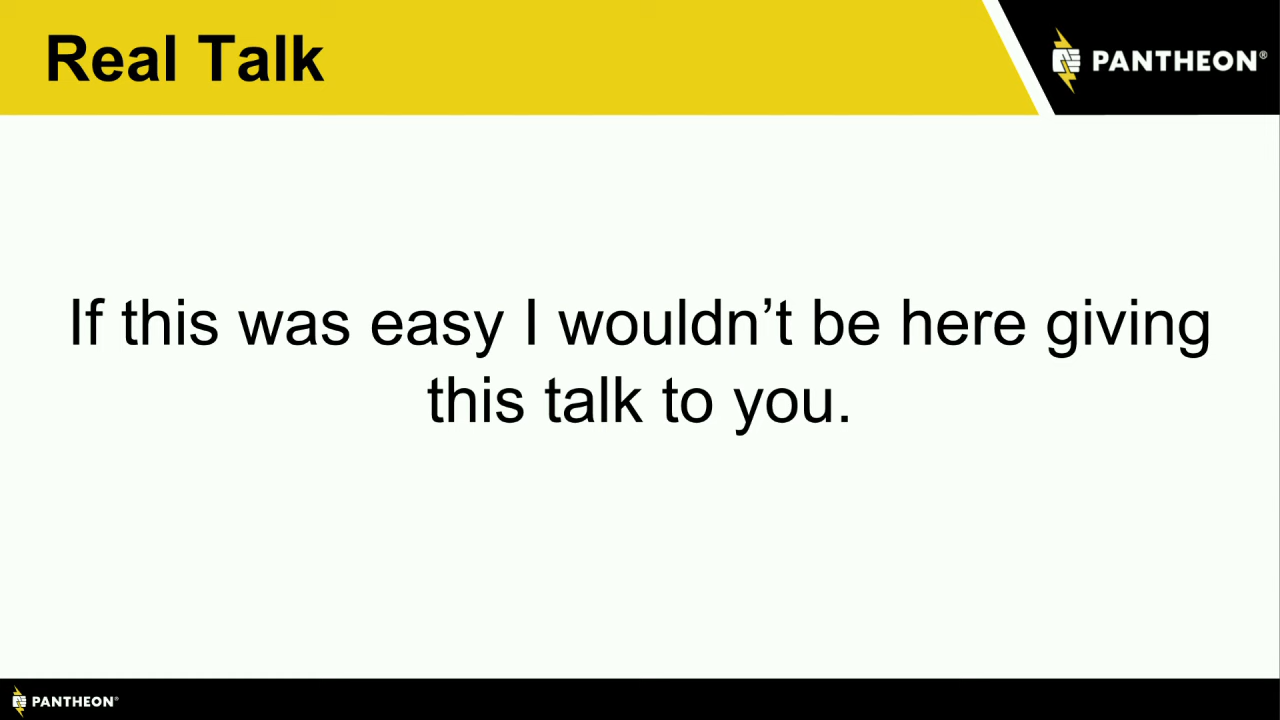 Real Talk
PANTHEON®
If this was easy I wouldn’t be here giving
this talk to you.
PANTHEON®